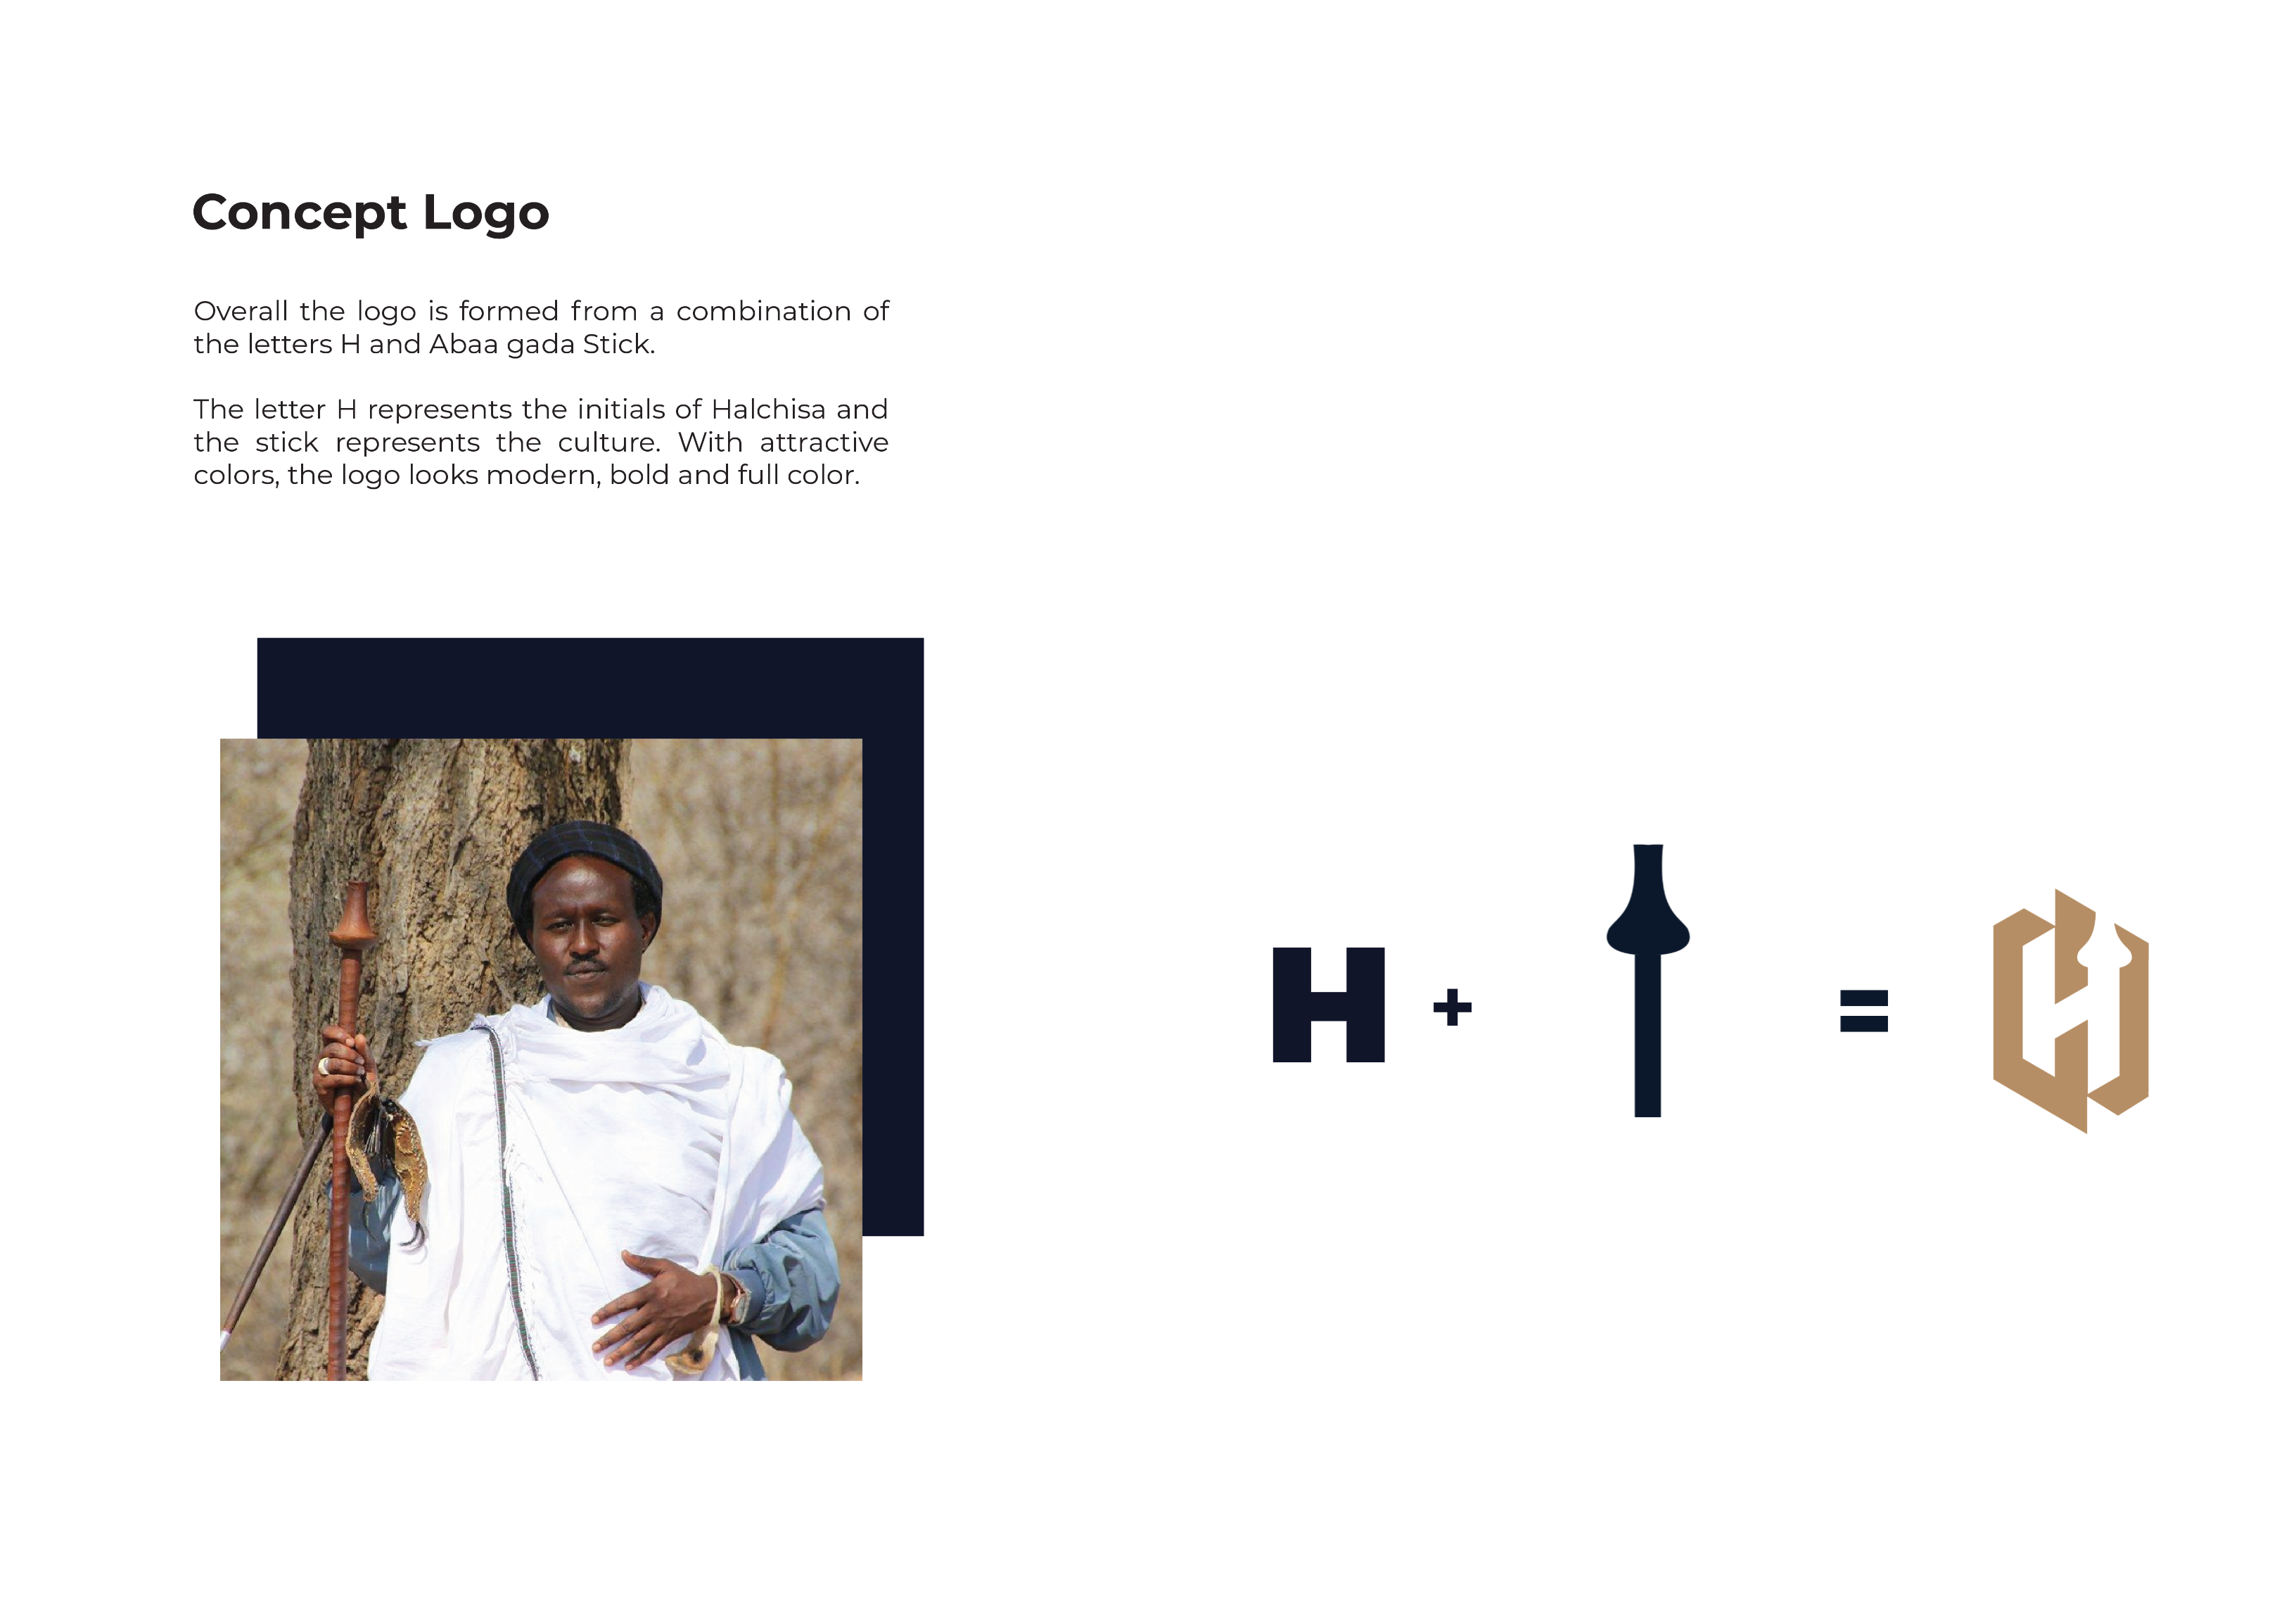 Concept Logo
Overall the logo is formed from a combination of
the letters H and Abaa gada Stick.
The letter H represents the initials of Halchisa and
the stick represents the culture. With attractive
colors, the logo looks modern, bold and full color.
H + =